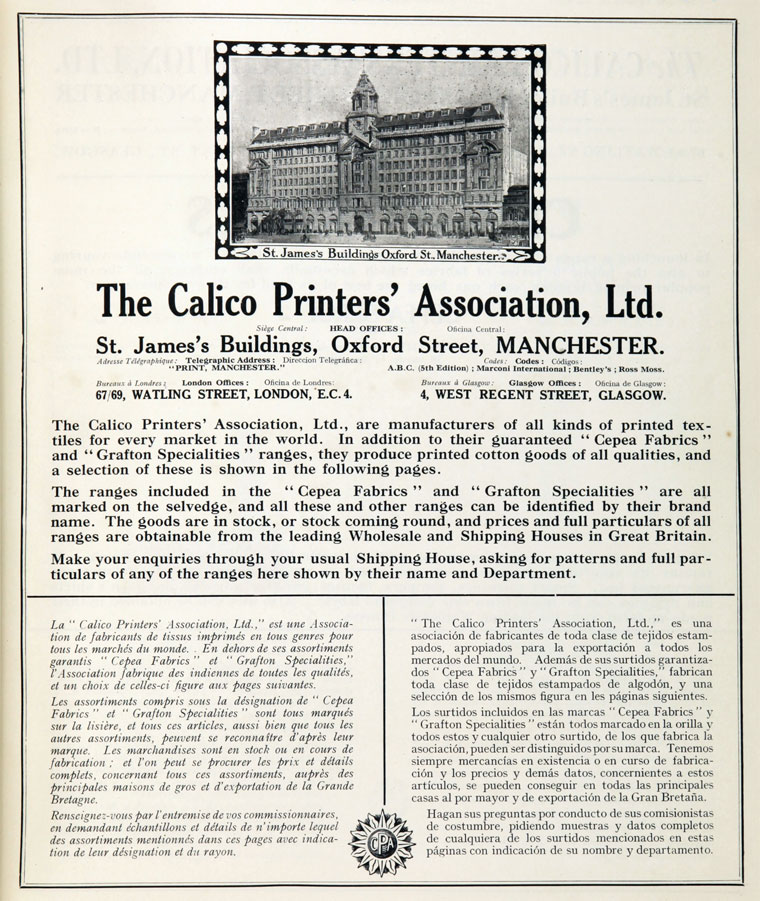 St. James's Buildings Oxford St. Manchester.
The Calico Printers' Association, Ltd.
Siége Central: HEAD OFFICES: Oficina Central:
St. James's Buildings, Oxford Street, MANCHESTER.
Adresse Télégraphique: Telegraphic Address: Direccion Telegráfica:
"PRINT, MANCHESTER."
Codes: Codes: Códigos:
A.B.C. (5th Edition); Marconi International; Bentley's; Ross Moss.
Bureaux à Londres: London Offices: Oficina de Londres:
67/69, WATLING STREET, LONDON, E.C. 4.
Bureaux à Glasgow: Glasgow Offices: Oficina de Glasgow:
4, WEST REGENT STREET, GLASGOW.
The Calico Printers' Association, Ltd., are manufacturers of all kinds of printed tex-
tiles for every market in the world. In addition to their guaranteed "Cepea Fabrics"
and "Grafton Specialities" ranges, they produce printed cotton goods of all qualities, and
a selection of these is shown in the following pages.
The ranges included in the "Cepea Fabrics" and "Grafton Specialities" are all
marked on the selvedge, and all these and other ranges can be identified by their brand
name. The goods are in stock, or stock coming round, and prices and full particulars of all
ranges are obtainable from the leading Wholesale and Shipping Houses in Great Britain.
Make your enquiries through your usual Shipping House, asking for patterns and full par-
ticulars of any of the ranges here shown by their name and Department.
La "Calico Printers' Association, Ltd.," est une Associa-
tion de fabricants de tissus imprimés en tous genres pour
tous les marchés du monde. . En dehors de ses assortiments
garantis "Cepea Fabrics" et "Grafton Specialities,"
l'Association fabrique des indiennes de toutes les qualités,
et un choix de celles-ci figure aux pages suivantes.
Les assortiments compris sous la désignation de "Cepea
Fabrics" et "Grafton Specialities" sont tous marqués
sur la lisière, et tous ces articles, aussi bien que tous les
autres assortiments, peuvent se reconnaître d'après leur
marque. Les marchandises sont en stock ou en cours de
fabrication; et l'on peut se procurer les prix et détails
complets, concernant tous ces assortiments, auprès des
principales maisons de gros et d'exportation de la Grande
Bretagne.
Renseignez-vous par l'entremise de vos commissionnaires,
en demandant échantillons et détails de n'importe lequel
des assortiments mentionnés dans ces pages avec indica-
tion de leur désignation et du rayon.
"The Calico Printers' Association, Ltd.," es una
asociación de fabricantes de toda clase de tejidos estam-
pados, apropiados para la exportación a todos los
mercados del mundo. Además de sus surtidos garantiza-
dos "Cepea Fabrics" y "Grafton Specialities," fabrican
toda clase de tejidos estampados de algodón, y una
selección de los mismos figura en les páginas siguientes.
Los surtidos incluidos en las marcas "Cepea Fabrics" y
"Grafton Specialities" están todos marcado en la orilla y
todos estos y cualquier otro surtido, de los que fabrica la
asociación, pueden ser distinguidos por su marca. Tenemos
siempre mercancías en existencia o en curso de fabrica-
ción y los precios y demás datos, concernientes a estos
artículos, se pueden conseguir en todas las principales
casas al por mayor y de exportación de la Gran Bretaña.
Hagan sus preguntas por conducto de sus comisionistas
de costumbre, pidiendo muestras y datos completos
de cualquiera de los surtidos mencionados en estas
páginas con indicación de su nombre y departamento.
CPA